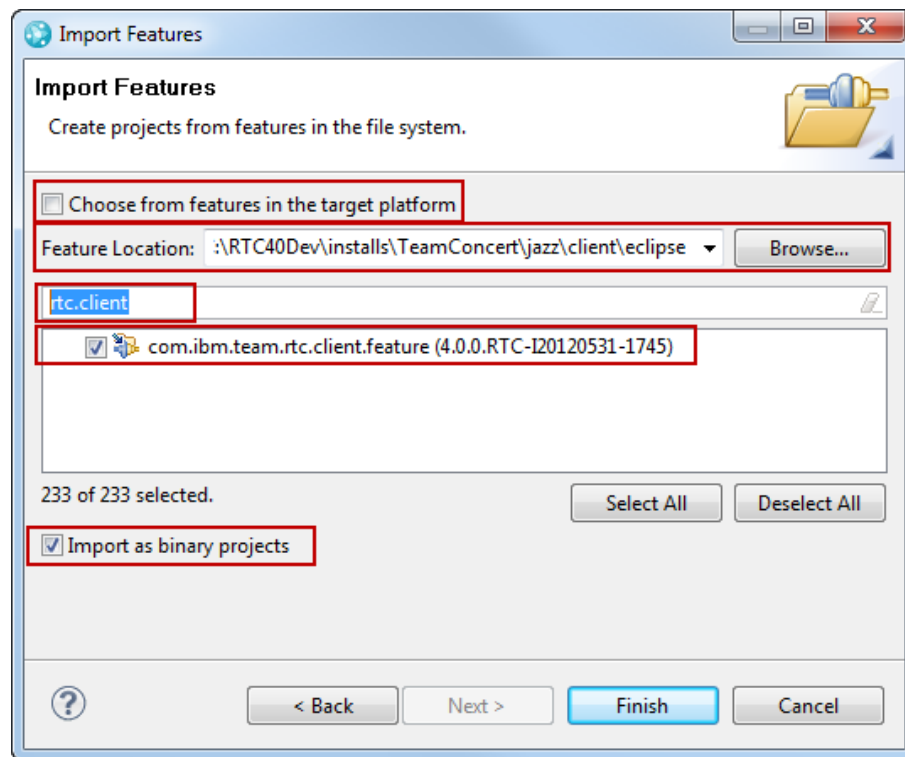 Import Features
Import Features
Create projects from features in the file system.
Choose from features in the target platform
Feature Location: :\RTC40Dev\installs\TeamConcert\jazz\client\eclipse Browse...
rtc.client
com.ibm.team.rtc.client.feature (4.0.0.RTC-I20120531-1745)
233 of 233 selected. Select All Deselect All
Import as binary projects
? < Back Next > Finish Cancel